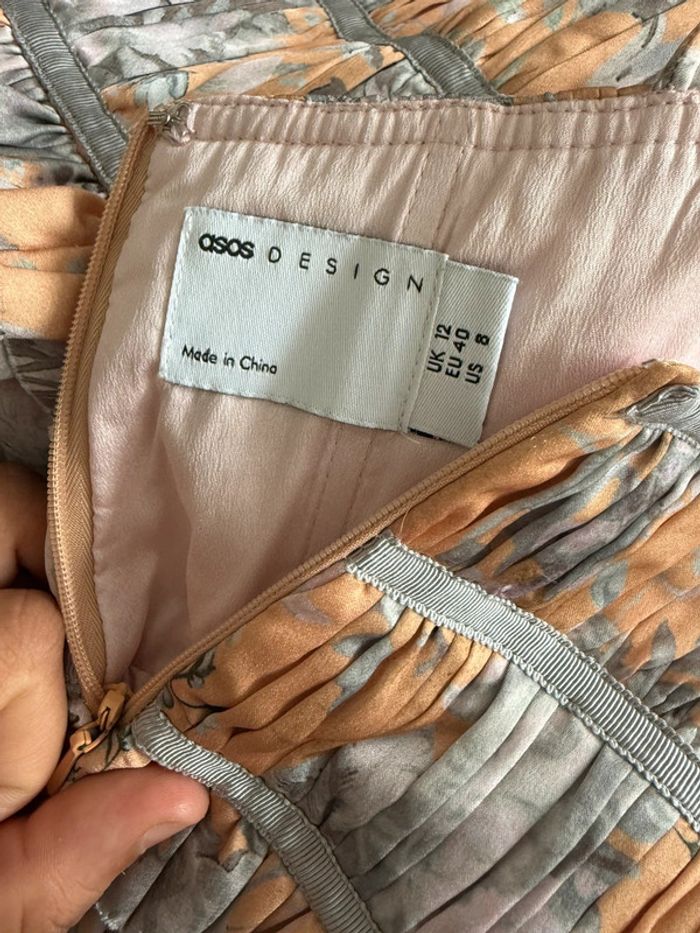 asos DESIGN
Made in China
UK 12
EU 40
US 8